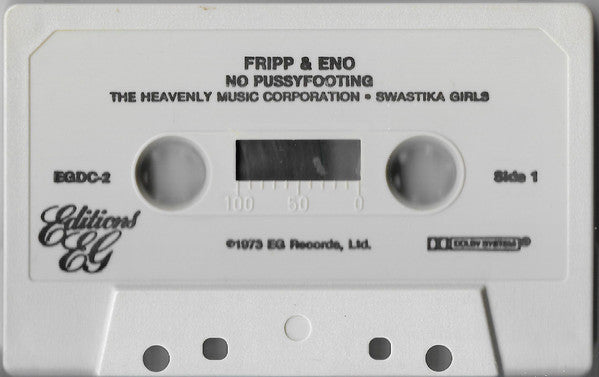 FRIPP & ENO
NO PUSSYFOOTING
THE HEAVENLY MUSIC CORPORATION • SWASTIKA GIRLS
EGDC-2
Side 1
100 50 0
Editions
EG
©1973 EG Records, Ltd.
DOLBY SYSTEM®